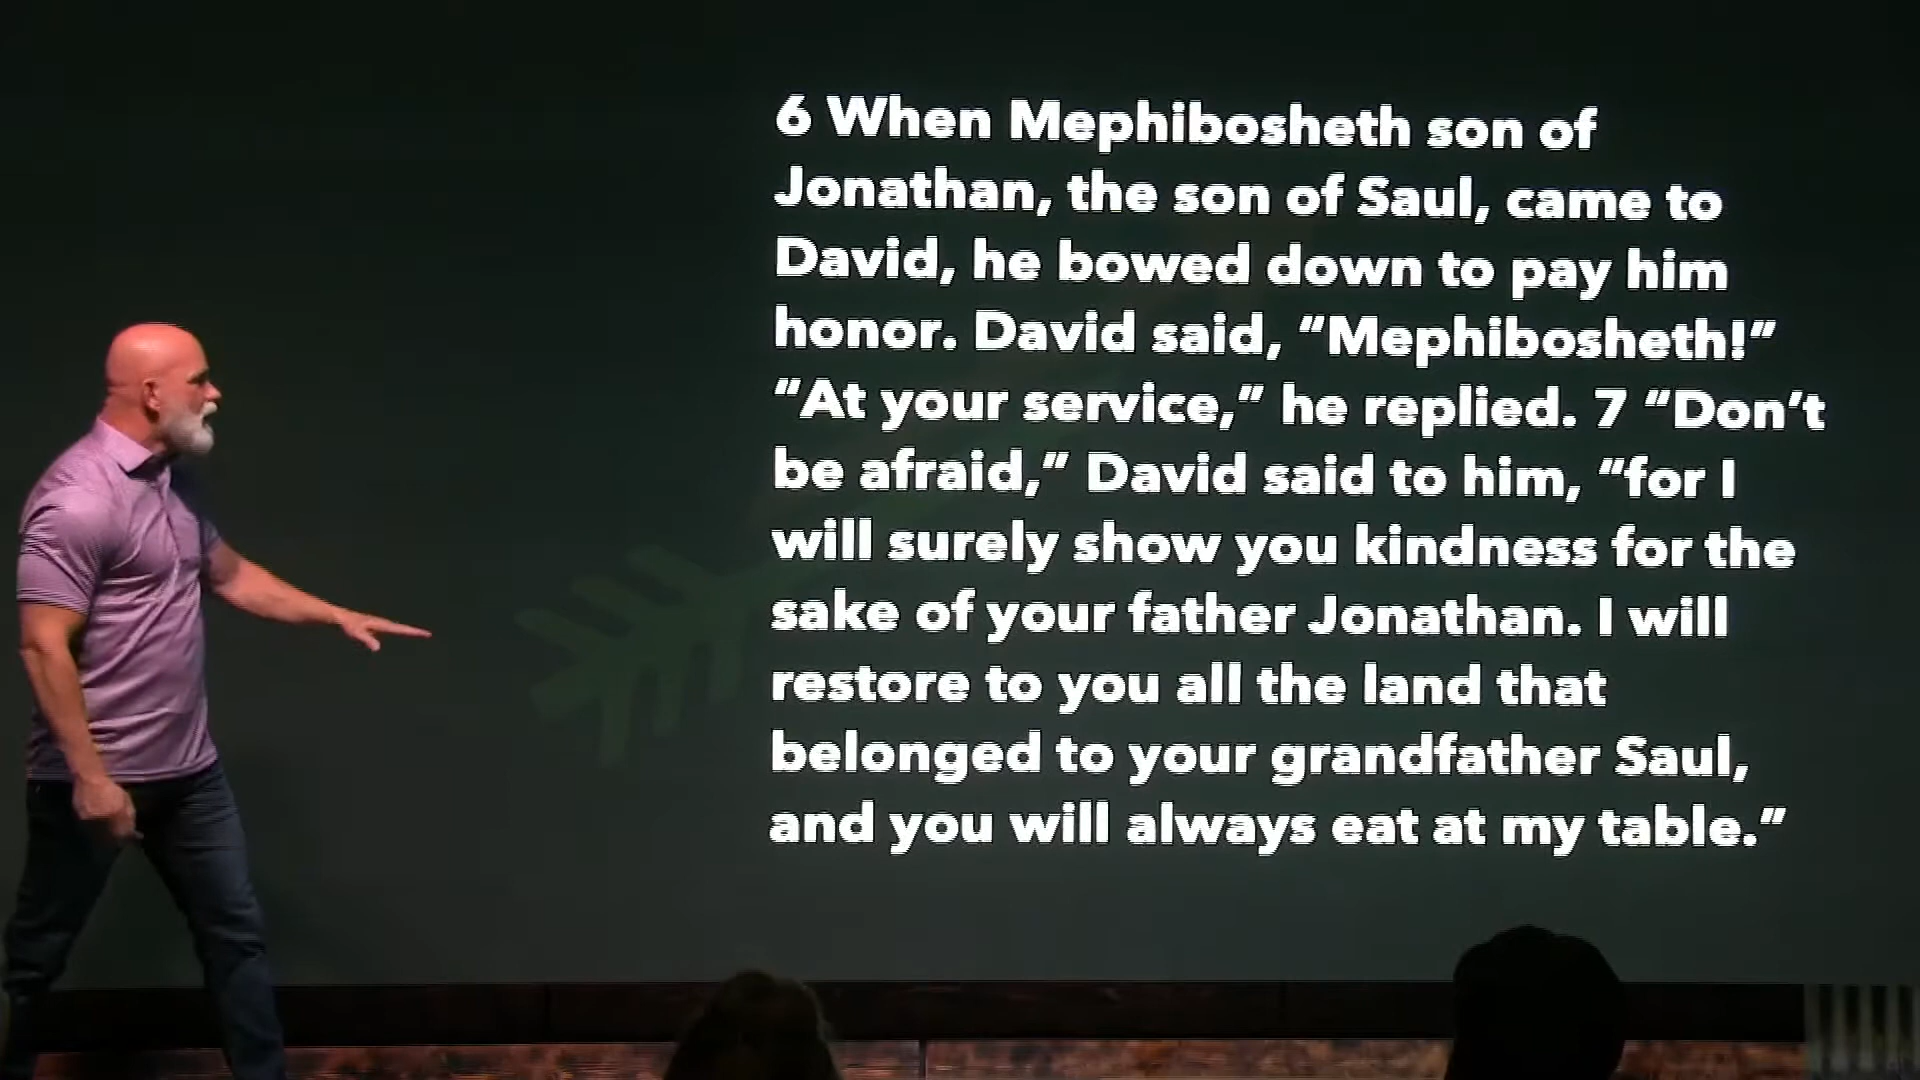 6 When Mephibosheth son of
Jonathan, the son of Saul, came to
David, he bowed down to pay him
honor. David said, “Mephibosheth!”
“At your service,” he replied. 7 “Don’t
be afraid,” David said to him, “for I
will surely show you kindness for the
sake of your father Jonathan. I will
restore to you all the land that
belonged to your grandfather Saul,
and you will always eat at my table.”